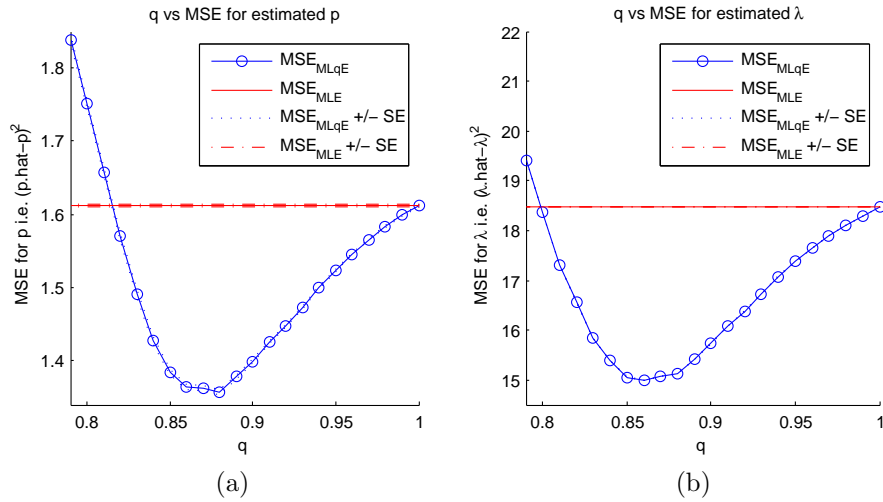 q vs MSE for estimated p
MSE for p i.e. (p.hat−p)²
1.8
1.7
1.6
1.5
1.4
0.8
0.85
0.9
0.95
1
q
MSE_MLqE
MSE_MLE
MSE_MLqE +/− SE
MSE_MLE +/− SE
(a)
q vs MSE for estimated λ
MSE for λ i.e. (λ.hat−λ)²
22
21
20
19
18
17
16
15
0.8
0.85
0.9
0.95
1
q
MSE_MLqE
MSE_MLE
MSE_MLqE +/− SE
MSE_MLE +/− SE
(b)